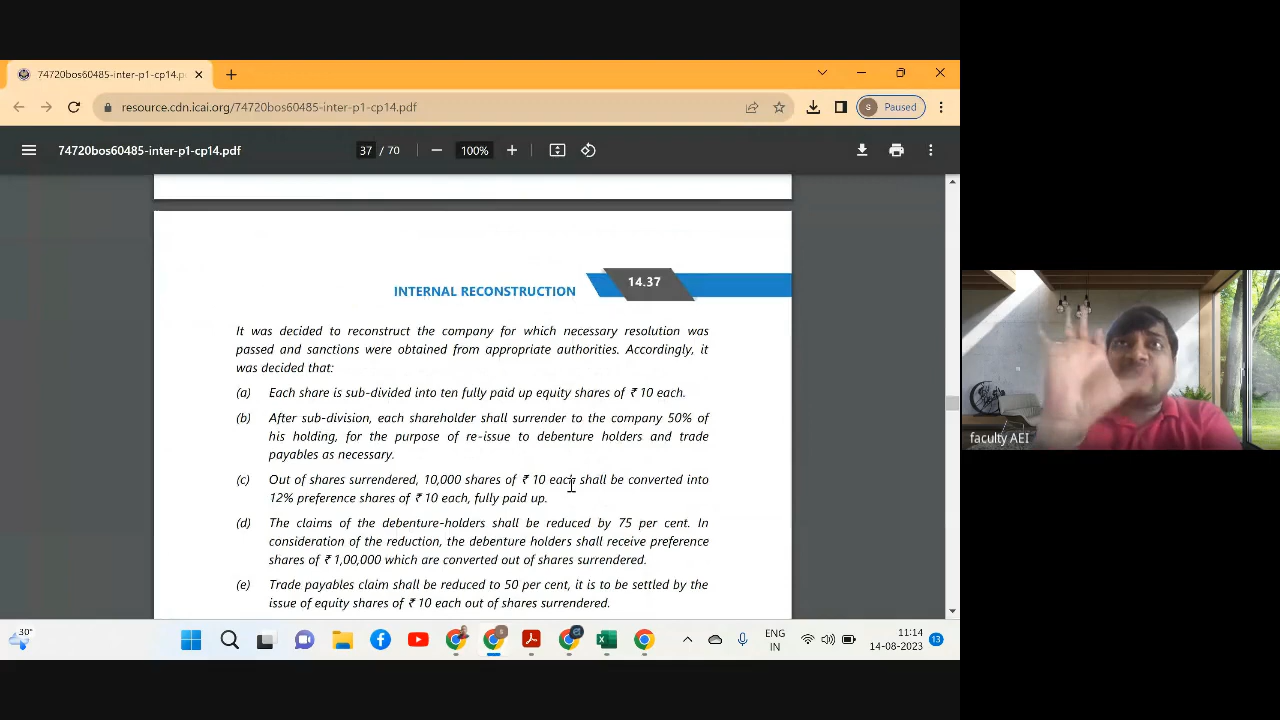 74720bos60485-inter-p1-cp14.p
resource.cdn.icai.org/74720bos60485-inter-p1-cp14.pdf
S
Paused
74720bos60485-inter-p1-cp14.pdf
37 / 70
100%
INTERNAL RECONSTRUCTION
14.37
It was decided to reconstruct the company for which necessary resolution was
passed and sanctions were obtained from appropriate authorities. Accordingly, it
was decided that:
(a) Each share is sub-divided into ten fully paid up equity shares of ₹ 10 each.
(b) After sub-division, each shareholder shall surrender to the company 50% of
his holding, for the purpose of re-issue to debenture holders and trade
payables as necessary.
(c) Out of shares surrendered, 10,000 shares of ₹ 10 each shall be converted into
12% preference shares of ₹ 10 each, fully paid up.
(d) The claims of the debenture-holders shall be reduced by 75 per cent. In
consideration of the reduction, the debenture holders shall receive preference
shares of ₹ 1,00,000 which are converted out of shares surrendered.
(e) Trade payables claim shall be reduced to 50 per cent, it is to be settled by the
issue of equity shares of ₹ 10 each out of shares surrendered.
faculty AEI
30°
ENG
IN
11:14
14-08-2023
13